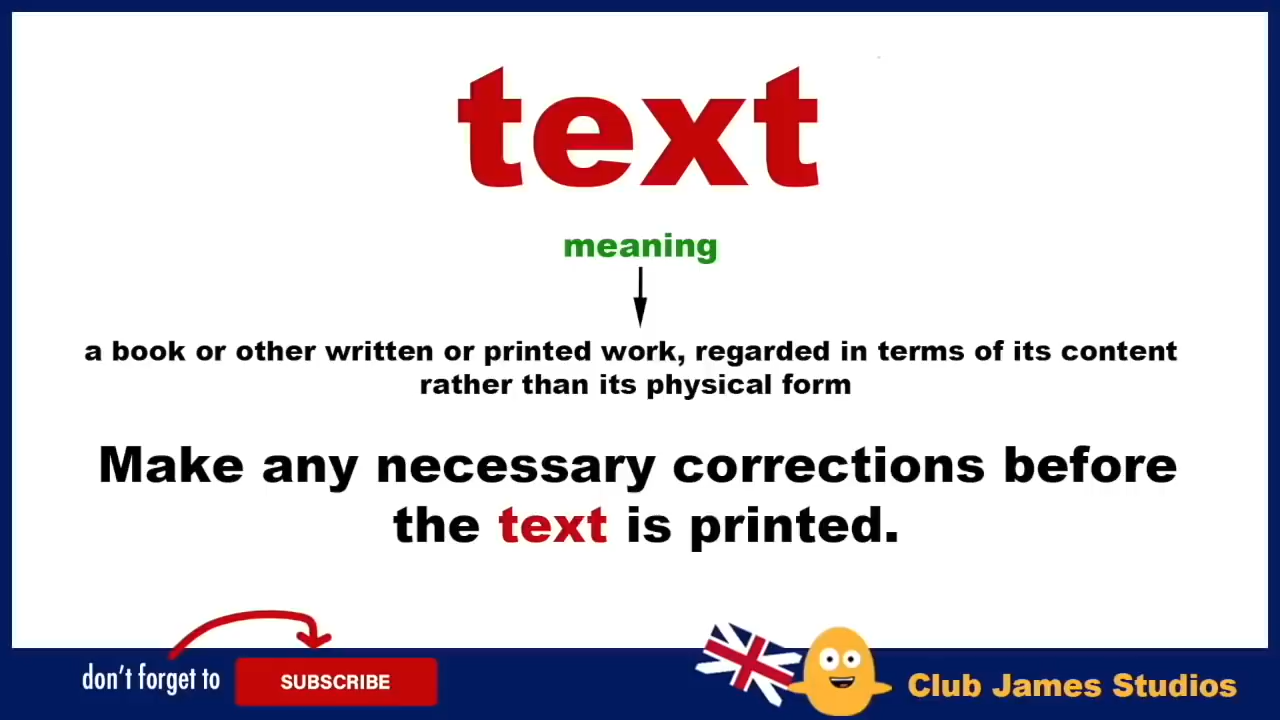 text
meaning
a book or other written or printed work, regarded in terms of its content
rather than its physical form
Make any necessary corrections before
the text is printed.
don't forget to
SUBSCRIBE
Club James Studios